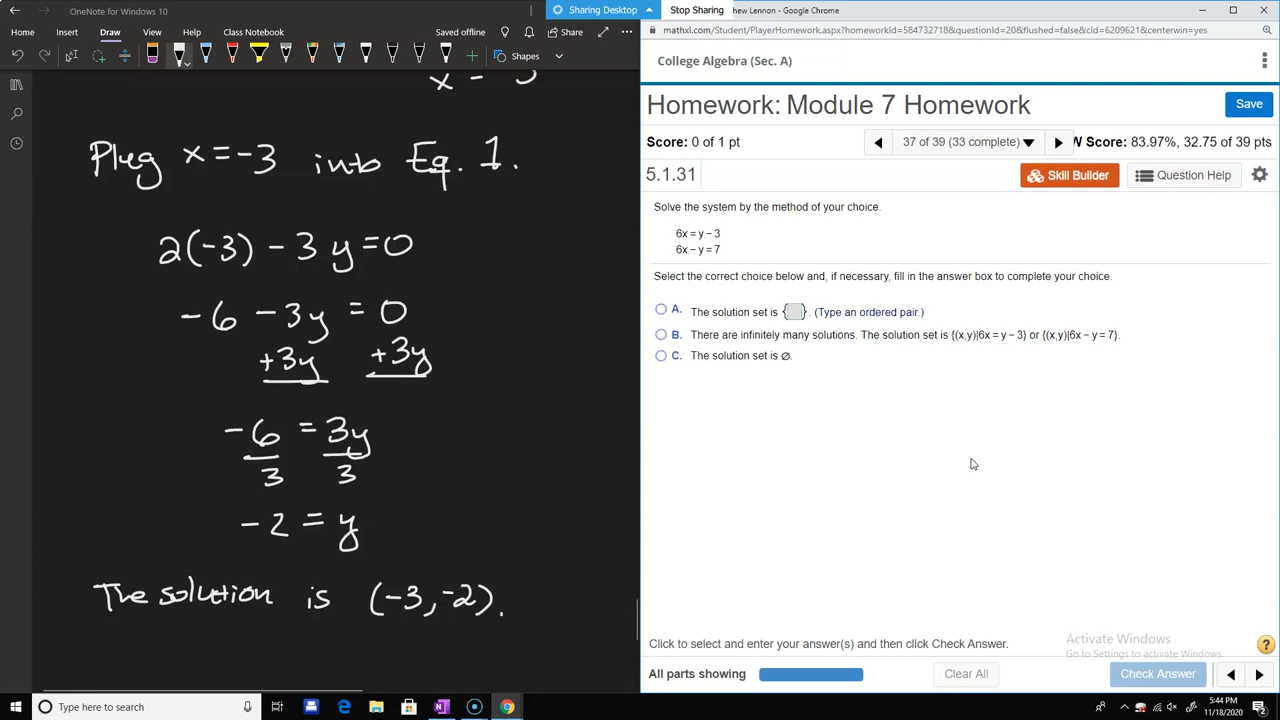 OneNote for Windows 10
Sharing Desktop
Stop Sharing
hew Lennon - Google Chrome
Home Insert Draw View Help Class Notebook Saved offline Share
Shapes
mathxl.com/Student/PlayerHomework.aspx?homeworkId=584732718&questionId=20&flushed=false&cId=6209621&centerwin=yes
College Algebra (Sec. A)
Homework: Module 7 Homework
Save
Score: 0 of 1 pt
37 of 39 (33 complete)
W Score: 83.97%, 32.75 of 39 pts
5.1.31
Skill Builder
Question Help
Solve the system by the method of your choice.
6x = y − 3
6x − y = 7
Select the correct choice below and, if necessary, fill in the answer box to complete your choice.
A. The solution set is { }. (Type an ordered pair.)
B. There are infinitely many solutions. The solution set is {(x,y)|6x = y − 3} or {(x,y)|6x − y = 7}.
C. The solution set is ∅.
Click to select and enter your answer(s) and then click Check Answer.
Activate Windows
Go to Settings to activate Windows.
All parts showing
Clear All
Check Answer
Plug x = -3 into Eq. 1.
2(-3) - 3y = 0
-6 - 3y = 0
+3y +3y
-6 = 3y
3 3
-2 = y
The solution is (-3, -2).
Type here to search
5:44 PM
11/18/2020
2